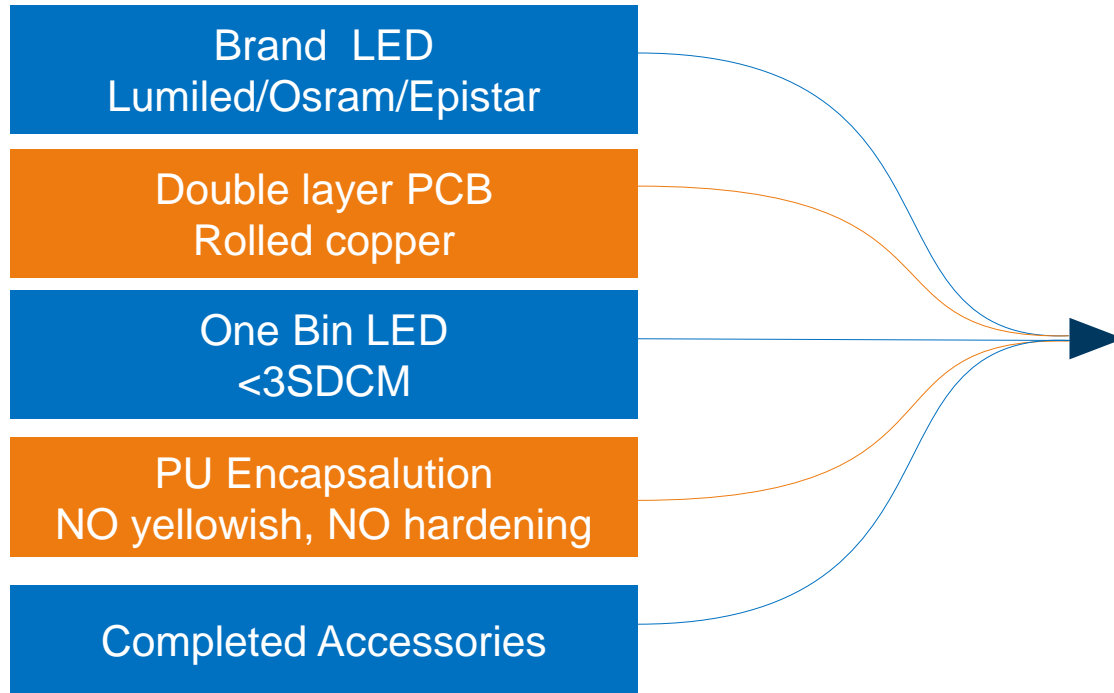 Brand  LED
Lumiled/Osram/Epistar
Double layer PCB
Rolled copper
One Bin LED
<3SDCM
PU Encapsalution
NO yellowish, NO hardening
Completed Accessories